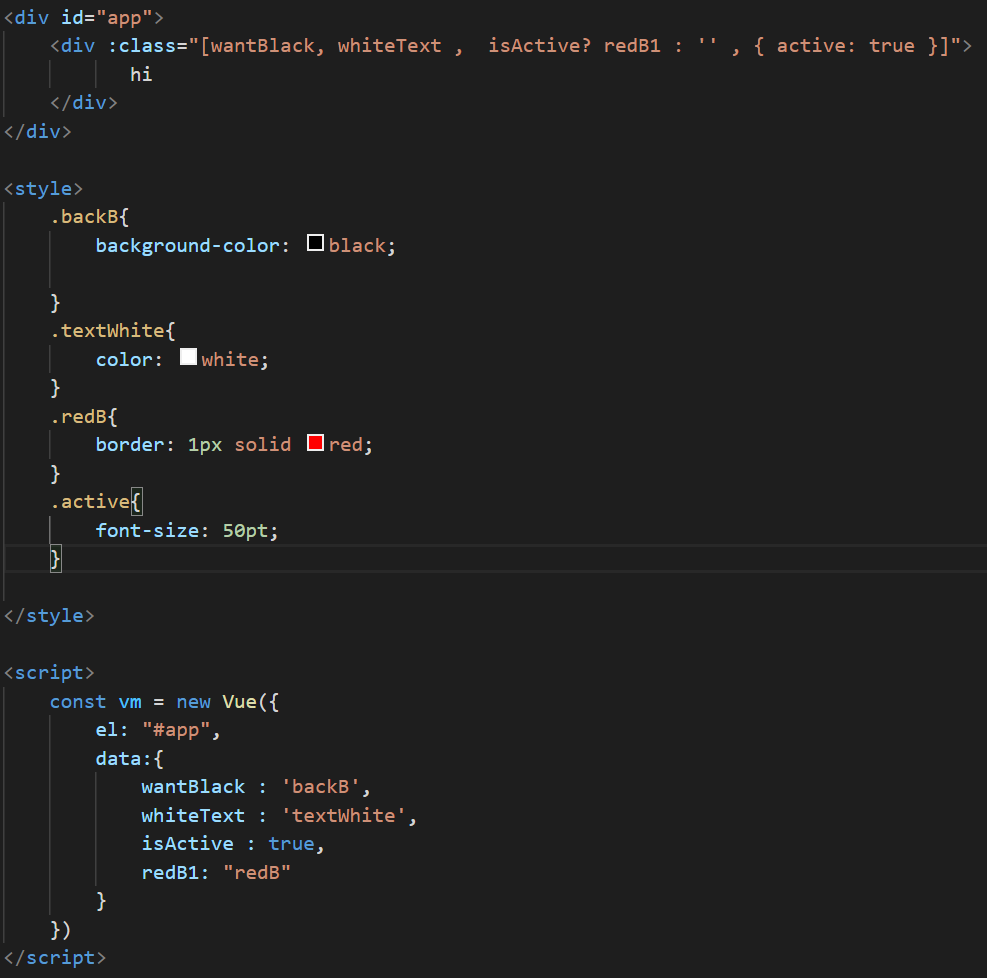 <div id="app">
    <div :class="[wantBlack, whiteText ,  isActive? redB1 : '' , { active: true }]">
           hi
    </div>
</div>

<style>
    .backB{
        background-color: black;

    }
    .textWhite{
        color: white;
    }
    .redB{
        border: 1px solid red;
    }
    .active{
        font-size: 50pt;
    }

</style>

<script>
    const vm = new Vue({
        el: "#app",
        data:{
            wantBlack : 'backB',
            whiteText : 'textWhite',
            isActive : true,
            redB1: "redB"
        }
    })
</script>